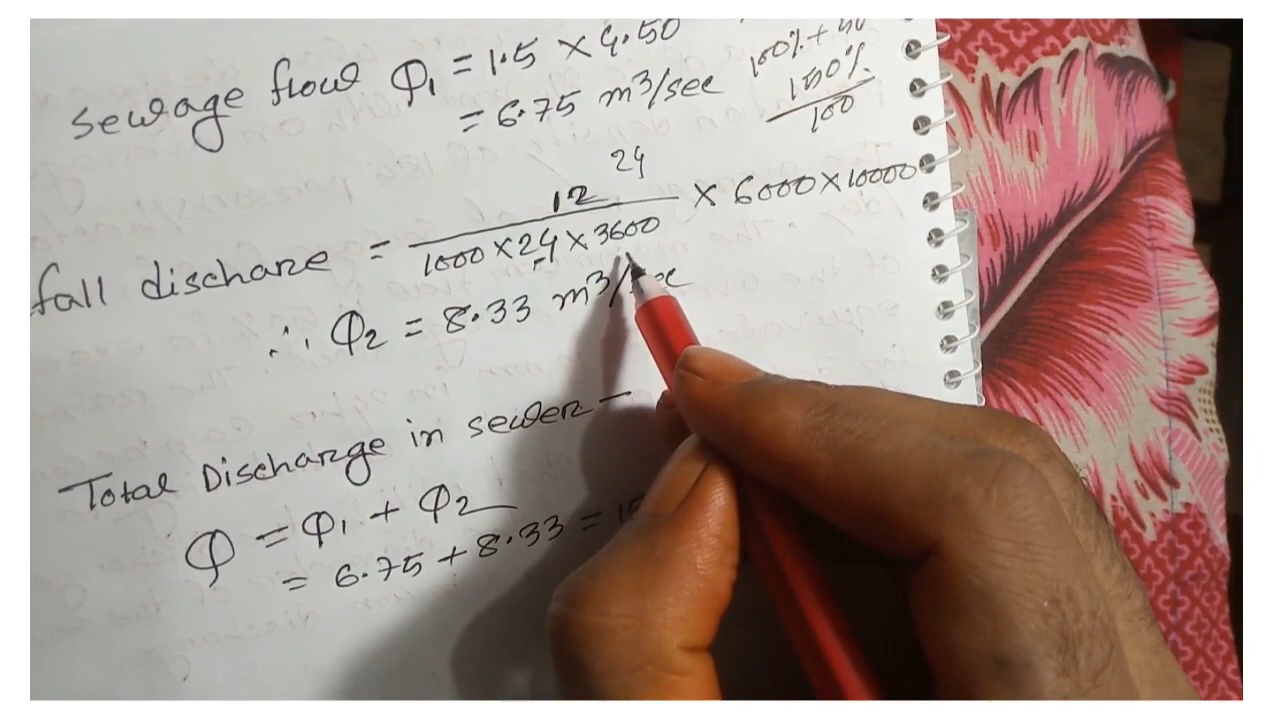 sewage flow Q₁ = 1.5 × 4.50
= 6.75 m³/sec
100% + 50
150%
100
24
fall dischare = 12 / 1000 × 24 × 3600 × 6000 × 10000
∴ Q₂ = 8.33 m³/sec
Total Discharge in sewer —
Q = Q₁ + Q₂
= 6.75 + 8.33 = 15